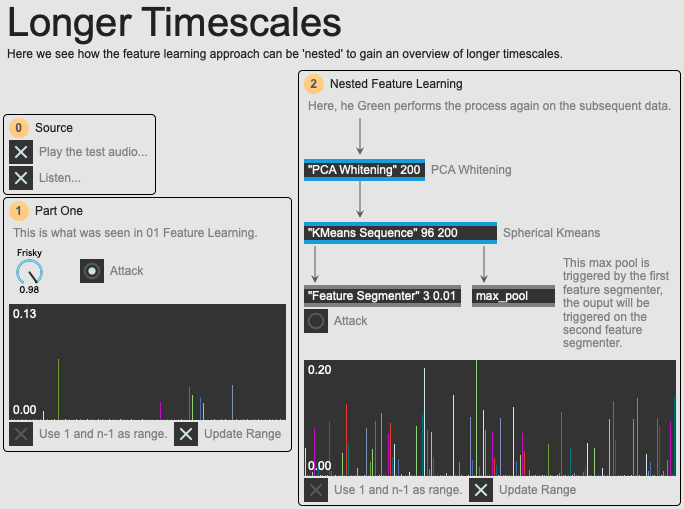 Longer Timescales
Here we see how the feature learning approach can be 'nested' to gain an overview of longer timescales.
0 Source
Play the test audio...
Listen...
1 Part One
This is what was seen in 01 Feature Learning.
Frisky
0.98
Attack
0.13
0.00
Use 1 and n-1 as range.
Update Range
2 Nested Feature Learning
Here, he Green performs the process again on the subsequent data.
"PCA Whitening" 200
PCA Whitening
"KMeans Sequence" 96 200
Spherical Kmeans
"Feature Segmenter" 3 0.01
max_pool
Attack
This max pool is
triggered by the first
feature segmenter,
the ouput will be
triggered on the
second feature
segmenter.
0.20
0.00
Use 1 and n-1 as range.
Update Range